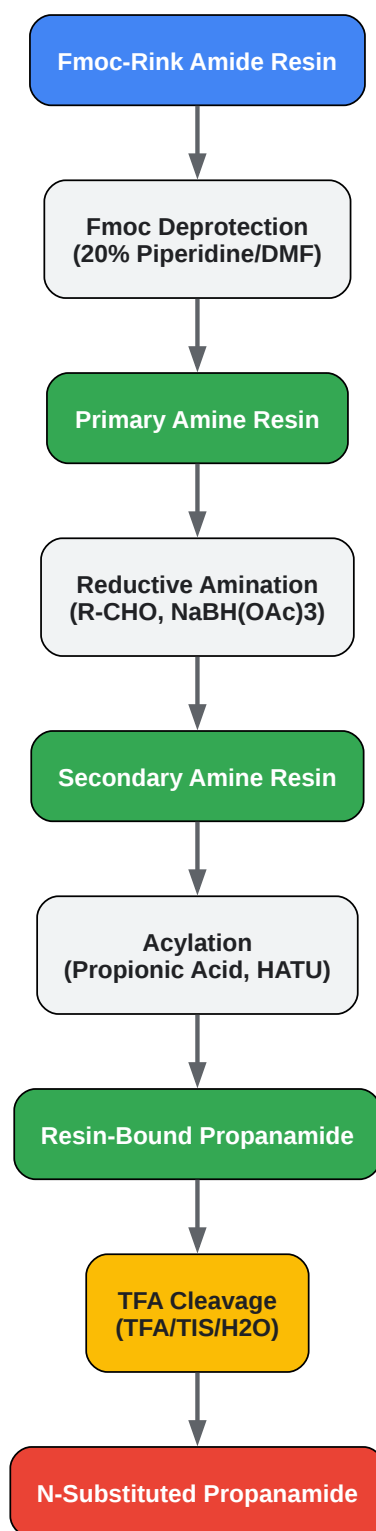 Fmoc-Rink Amide Resin
Fmoc Deprotection
(20% Piperidine/DMF)
Primary Amine Resin
Reductive Amination
(R-CHO, NaBH(OAc)3)
Secondary Amine Resin
Acylation
(Propionic Acid, HATU)
Resin-Bound Propanamide
TFA Cleavage
(TFA/TIS/H2O)
N-Substituted Propanamide